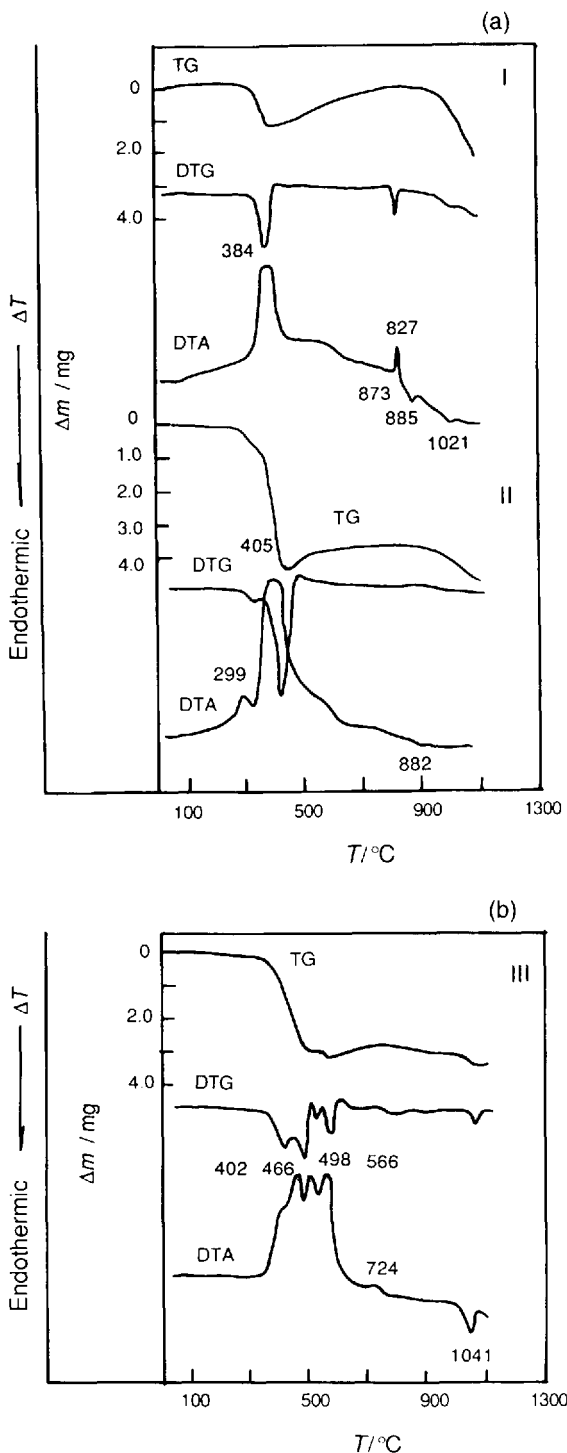 (a)
TG
I
0
2.0
DTG
4.0
384
DTA
827
873
885
1021
Endothermic
ΔT
Δm / mg
0
1.0
2.0
3.0
4.0
II
TG
405
DTG
299
DTA
882
100 500 900 1300
T/°C
(b)
0
TG
III
2.0
4.0
DTG
402 466 498 566
DTA
724
1041
Endothermic
ΔT
Δm / mg
100 500 900 1300
T/°C